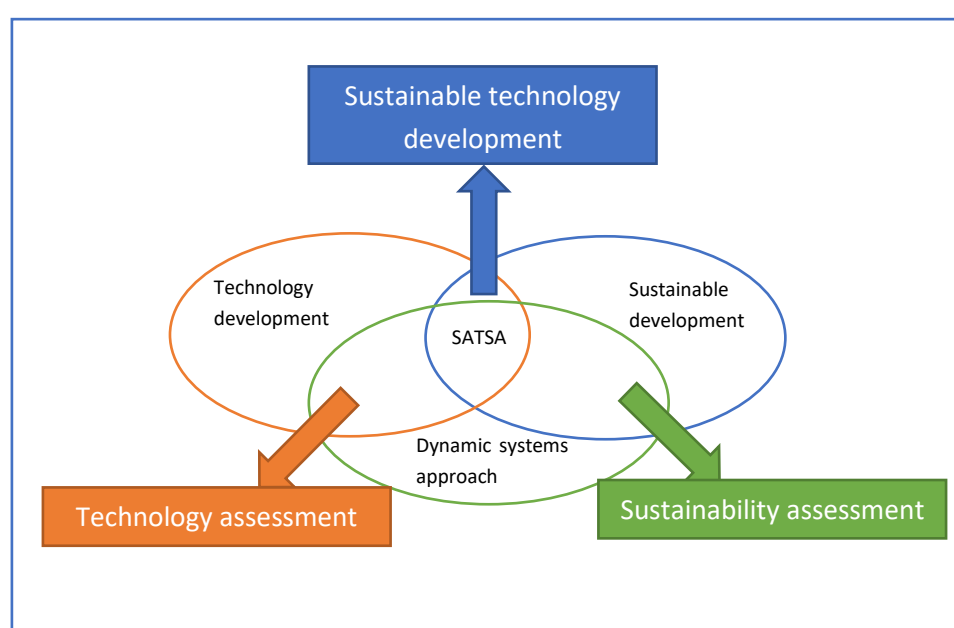 Sustainable technology
development
Technology
development
Sustainable
development
SATSA
Dynamic systems
approach
Technology assessment
Sustainability assessment